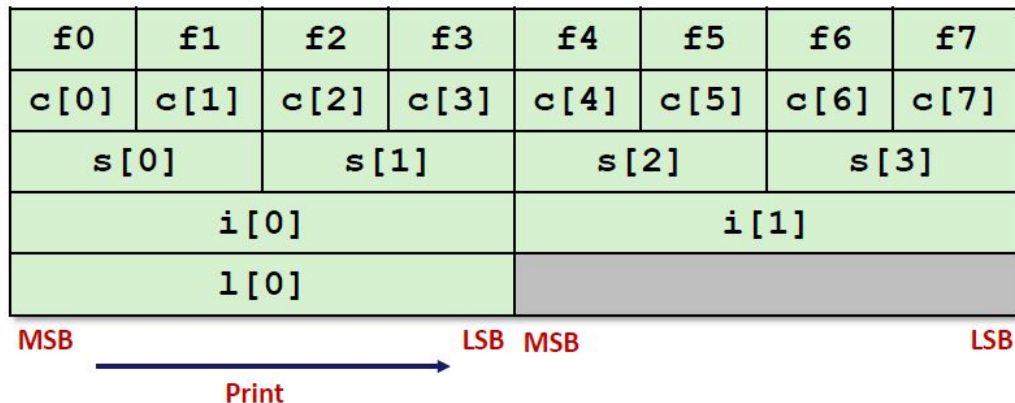 f0 f1 f2 f3 f4 f5 f6 f7
c[0] c[1] c[2] c[3] c[4] c[5] c[6] c[7]
s[0] s[1] s[2] s[3]
i[0] i[1]
l[0]
MSB LSB MSB LSB
Print